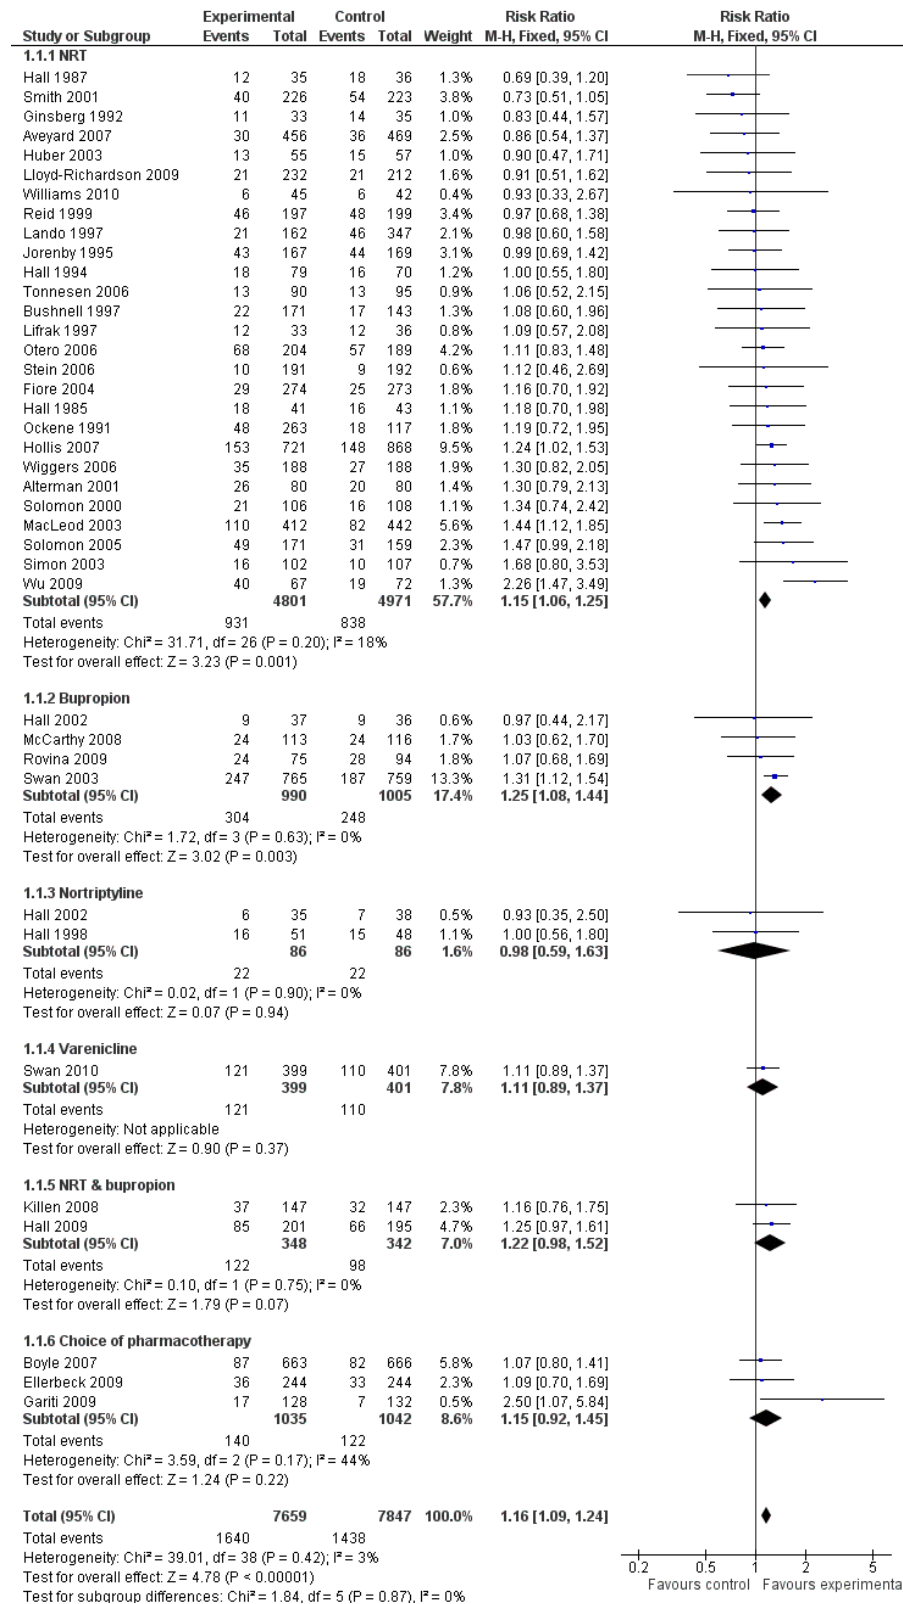 Experimental Control Risk Ratio Risk Ratio
Study or Subgroup Events Total Events Total Weight M-H, Fixed, 95% CI M-H, Fixed, 95% CI
1.1.1 NRT
Hall 1987 12 35 18 36 1.3% 0.69 [0.39, 1.20]
Smith 2001 40 226 54 223 3.8% 0.73 [0.51, 1.05]
Ginsberg 1992 11 33 14 35 1.0% 0.83 [0.44, 1.57]
Aveyard 2007 30 456 36 469 2.5% 0.86 [0.54, 1.37]
Huber 2003 13 55 15 57 1.0% 0.90 [0.47, 1.71]
Lloyd-Richardson 2009 21 232 21 212 1.6% 0.91 [0.51, 1.62]
Williams 2010 6 45 6 42 0.4% 0.93 [0.33, 2.67]
Reid 1999 46 197 48 199 3.4% 0.97 [0.68, 1.38]
Lando 1997 21 162 46 347 2.1% 0.98 [0.60, 1.58]
Jorenby 1995 43 167 44 169 3.1% 0.99 [0.69, 1.42]
Hall 1994 18 79 16 70 1.2% 1.00 [0.55, 1.80]
Tonnesen 2006 13 90 13 95 0.9% 1.06 [0.52, 2.15]
Bushnell 1997 22 171 17 143 1.3% 1.08 [0.60, 1.96]
Lifrak 1997 12 33 12 36 0.8% 1.09 [0.57, 2.08]
Otero 2006 68 204 57 189 4.2% 1.11 [0.83, 1.48]
Stein 2006 10 191 9 192 0.6% 1.12 [0.46, 2.69]
Fiore 2004 29 274 25 273 1.8% 1.16 [0.70, 1.92]
Hall 1985 18 41 16 43 1.1% 1.18 [0.70, 1.98]
Ockene 1991 48 263 18 117 1.8% 1.19 [0.72, 1.95]
Hollis 2007 153 721 148 868 9.5% 1.24 [1.02, 1.53]
Wiggers 2006 35 188 27 188 1.9% 1.30 [0.82, 2.05]
Alterman 2001 26 80 20 80 1.4% 1.30 [0.79, 2.13]
Solomon 2000 21 106 16 108 1.1% 1.34 [0.74, 2.42]
MacLeod 2003 110 412 82 442 5.6% 1.44 [1.12, 1.85]
Solomon 2005 49 171 31 159 2.3% 1.47 [0.99, 2.18]
Simon 2003 16 102 10 107 0.7% 1.68 [0.80, 3.53]
Wu 2009 40 67 19 72 1.3% 2.26 [1.47, 3.49]
Subtotal (95% CI) 4801 4971 57.7% 1.15 [1.06, 1.25]
Total events 931 838
Heterogeneity: Chi² = 31.71, df = 26 (P = 0.20); I² = 18%
Test for overall effect: Z = 3.23 (P = 0.001)
1.1.2 Bupropion
Hall 2002 9 37 9 36 0.6% 0.97 [0.44, 2.17]
McCarthy 2008 24 113 24 116 1.7% 1.03 [0.62, 1.70]
Rovina 2009 24 75 28 94 1.8% 1.07 [0.68, 1.69]
Swan 2003 247 765 187 759 13.3% 1.31 [1.12, 1.54]
Subtotal (95% CI) 990 1005 17.4% 1.25 [1.08, 1.44]
Total events 304 248
Heterogeneity: Chi² = 1.72, df = 3 (P = 0.63); I² = 0%
Test for overall effect: Z = 3.02 (P = 0.003)
1.1.3 Nortriptyline
Hall 2002 6 35 7 38 0.5% 0.93 [0.35, 2.50]
Hall 1998 16 51 15 48 1.1% 1.00 [0.56, 1.80]
Subtotal (95% CI) 86 86 1.6% 0.98 [0.59, 1.63]
Total events 22 22
Heterogeneity: Chi² = 0.02, df = 1 (P = 0.90); I² = 0%
Test for overall effect: Z = 0.07 (P = 0.94)
1.1.4 Varenicline
Swan 2010 121 399 110 401 7.8% 1.11 [0.89, 1.37]
Subtotal (95% CI) 399 401 7.8% 1.11 [0.89, 1.37]
Total events 121 110
Heterogeneity: Not applicable
Test for overall effect: Z = 0.90 (P = 0.37)
1.1.5 NRT & bupropion
Killen 2008 37 147 32 147 2.3% 1.16 [0.76, 1.75]
Hall 2009 85 201 66 195 4.7% 1.25 [0.97, 1.61]
Subtotal (95% CI) 348 342 7.0% 1.22 [0.98, 1.52]
Total events 122 98
Heterogeneity: Chi² = 0.10, df = 1 (P = 0.75); I² = 0%
Test for overall effect: Z = 1.79 (P = 0.07)
1.1.6 Choice of pharmacotherapy
Boyle 2007 87 663 82 666 5.8% 1.07 [0.80, 1.41]
Ellerbeck 2009 36 244 33 244 2.3% 1.09 [0.70, 1.69]
Gariti 2009 17 128 7 132 0.5% 2.50 [1.07, 5.84]
Subtotal (95% CI) 1035 1042 8.6% 1.15 [0.92, 1.45]
Total events 140 122
Heterogeneity: Chi² = 3.59, df = 2 (P = 0.17); I² = 44%
Test for overall effect: Z = 1.24 (P = 0.22)
Total (95% CI) 7659 7847 100.0% 1.16 [1.09, 1.24]
Total events 1640 1438
Heterogeneity: Chi² = 39.01, df = 38 (P = 0.42); I² = 3%
Test for overall effect: Z = 4.78 (P < 0.00001)
Test for subgroup differences: Chi² = 1.84, df = 5 (P = 0.87), I² = 0%
0.2 0.5 1 2 5
Favours control Favours experimenta